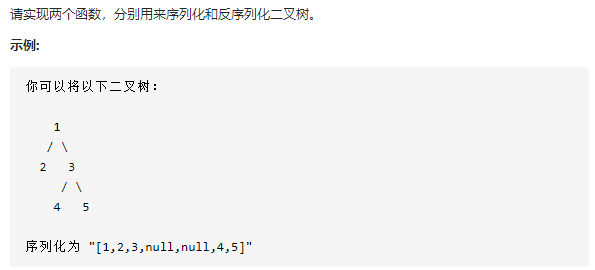 请实现两个函数，分别用来序列化和反序列化二叉树。
示例:
你可以将以下二叉树：
1
/ \
2   3
/ \
4   5
序列化为 "[1,2,3,null,null,4,5]"